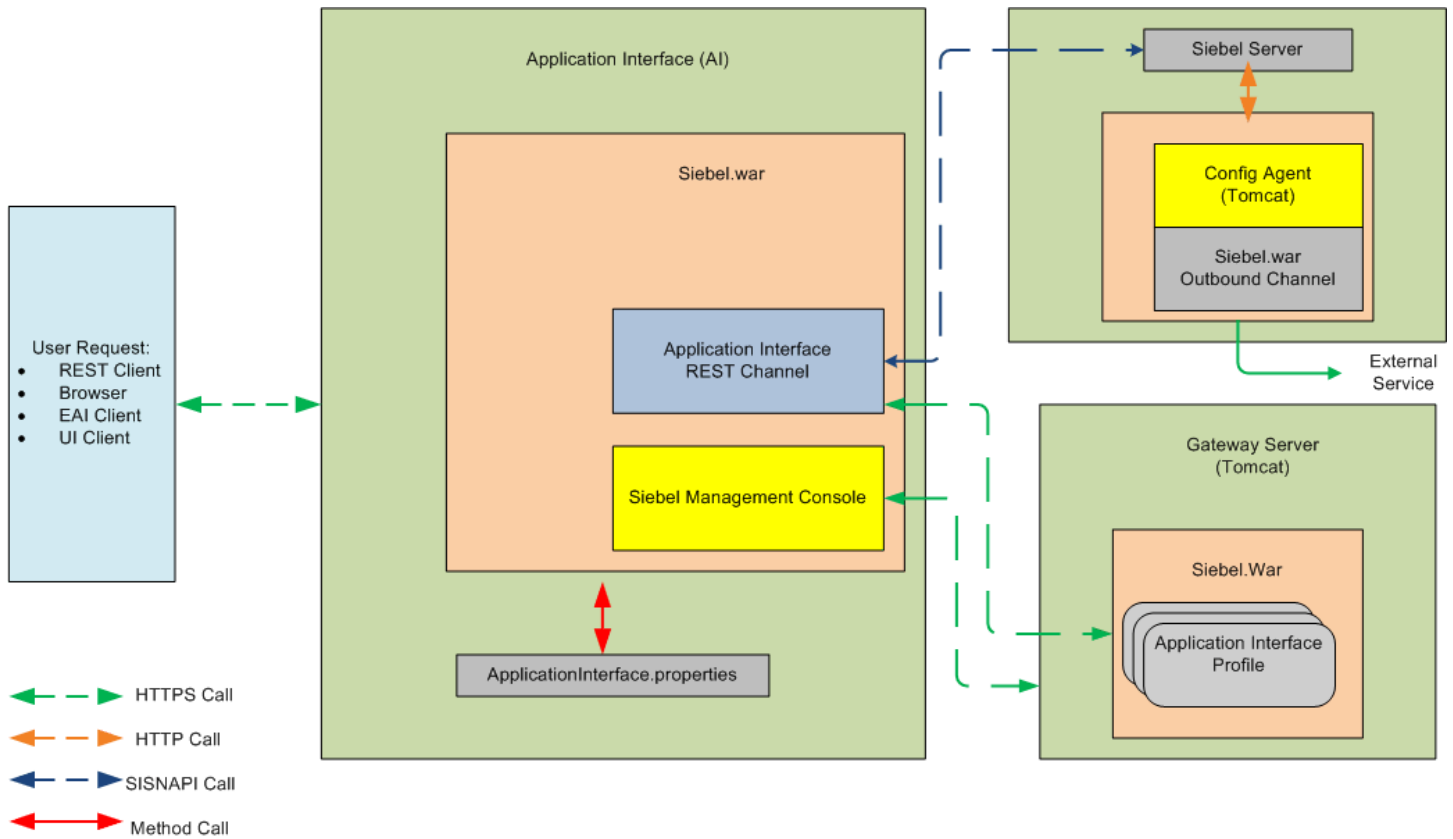 Application Interface (AI)
Siebel.war
Application Interface
REST Channel
Siebel Management Console
ApplicationInterface.properties
User Request:
• REST Client
• Browser
• EAI Client
• UI Client
Siebel Server
Config Agent
(Tomcat)
Siebel.war
Outbound Channel
External
Service
Gateway Server
(Tomcat)
Siebel.War
Application Interface
Profile
HTTPS Call
HTTP Call
SISNAPI Call
Method Call